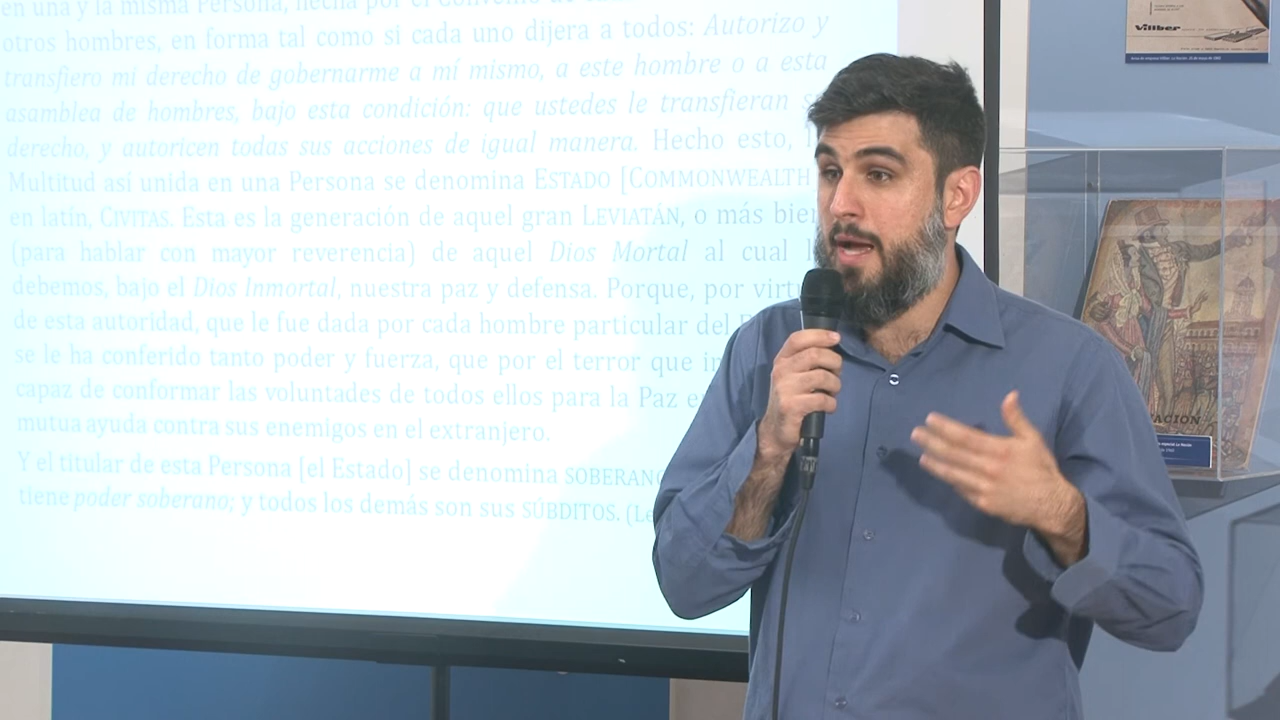 en una y la misma Persona, hecha por el Convenio de
otros hombres, en forma tal como si cada uno dijera a todos: Autorizo y
transfiero mi derecho de gobernarme a mí mismo, a este hombre o a esta
asamblea de hombres, bajo esta condición: que ustedes le transfieran
derecho, y autoricen todas sus acciones de igual manera. Hecho esto,
Multitud así unida en una Persona se denomina ESTADO [COMMONWEALTH
en latín, CIVITAS. Esta es la generación de aquel gran LEVIATÁN, o más bien
(para hablar con mayor reverencia) de aquel Dios Mortal al cual
debemos, bajo el Dios Inmortal, nuestra paz y defensa. Porque, por
de esta autoridad, que le fue dada por cada hombre particular del
se le ha conferido tanto poder y fuerza, que por el terror que
capaz de conformar las voluntades de todos ellos para la Paz
mutua ayuda contra sus enemigos en el extranjero.
Y el titular de esta Persona [el Estado] se denomina SOBERANO
tiene poder soberano; y todos los demás son sus SÚBDITOS.
Villber